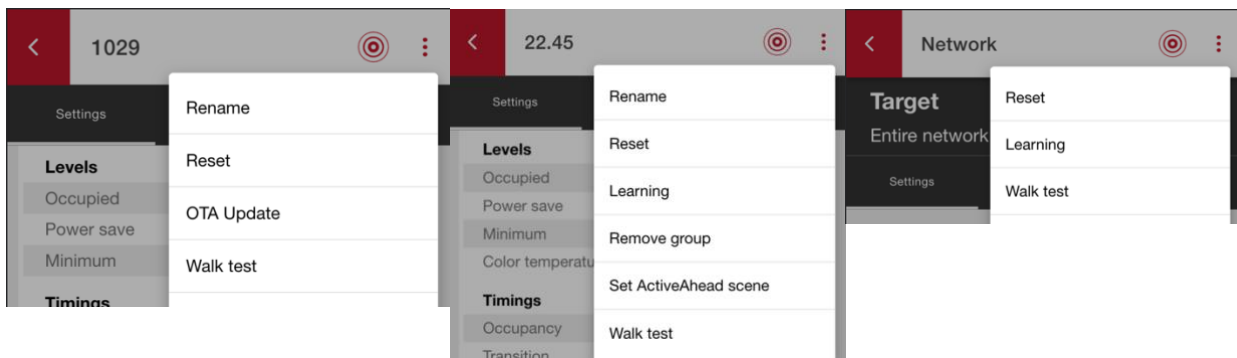 1029
Settings
Rename
Reset
OTA Update
Walk test
Levels
Occupied
Power save
Minimum
Timings
22.45
Settings
Rename
Reset
Learning
Remove group
Set ActiveAhead scene
Walk test
Levels
Occupied
Power save
Minimum
Color temperatu
Timings
Occupancy
Transition
Network
Target
Entire network
Settings
Reset
Learning
Walk test